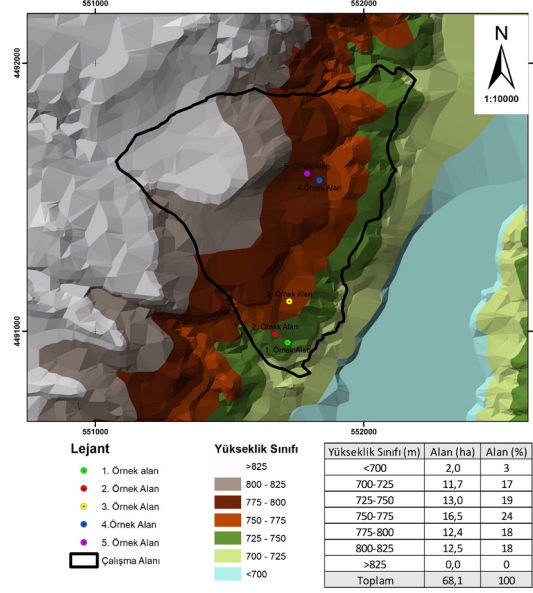 551000
552000
4492000
4491000
N
1:10000
5. Örnek Alan
4.Örnek Alan
3. Örnek Alan
2. Örnek Alan
1. Örnek Alan
4492000
4491000
551000
552000
Lejant
1. Örnek alan
2. Örnek Alan
3. Örnek Alan
4.Örnek Alan
5. Örnek Alan
Çalışma Alanı
Yükseklik Sınıfı
>825
800 - 825
775 - 800
750 - 775
725 - 750
700 - 725
<700
Yükseklik Sınıfı (m) Alan (ha) Alan (%)
<700 2,0 3
700-725 11,7 17
725-750 13,0 19
750-775 16,5 24
775-800 12,4 18
800-825 12,5 18
>825 0,0 0
Toplam 68,1 100